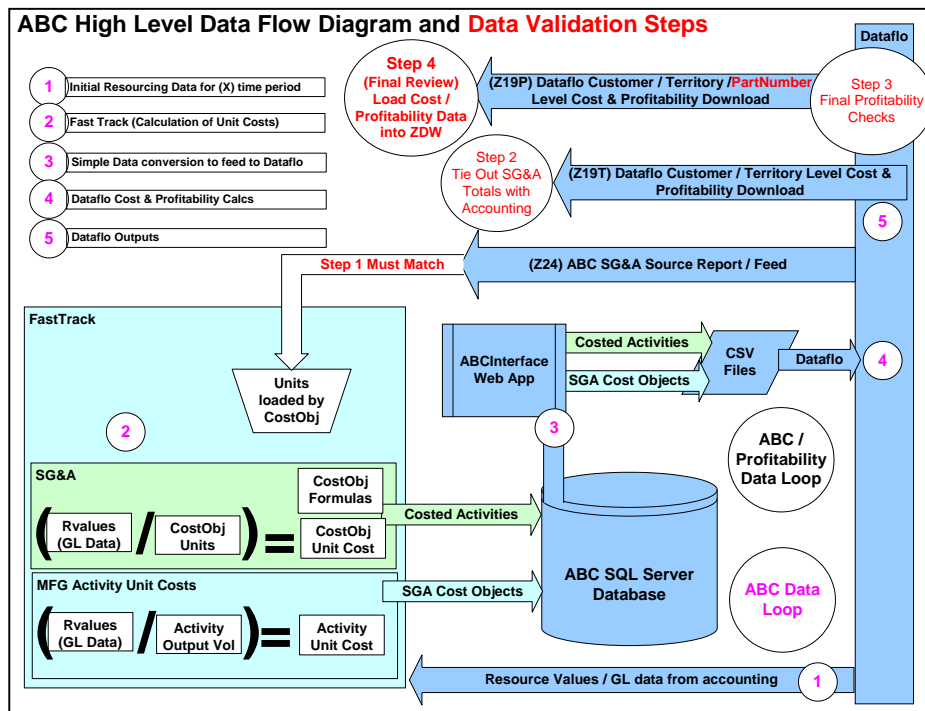 ABC High Level Data Flow Diagram and Data Validation Steps
Dataflo
1
Initial Resourcing Data for (X) time period
2
Fast Track (Calculation of Unit Costs)
3
Simple Data conversion to feed to Dataflo
4
Dataflo Cost & Profitability Calcs
5
Dataflo Outputs
Step 4
(Final Review)
Load Cost /
Profitability Data
into ZDW
(Z19P) Dataflo Customer / Territory /PartNumber
Level Cost & Profitability Download
Step 3
Final Profitability
Checks
Step 2
Tie Out SG&A
Totals with
Accounting
(Z19T) Dataflo Customer / Territory Level Cost &
Profitability Download
5
Step 1 Must Match
(Z24) ABC SG&A Source Report / Feed
FastTrack
Units
loaded by
CostObj
2
ABCInterface
Web App
Costed Activities
SGA Cost Objects
CSV
Files
Dataflo
4
3
ABC /
Profitability
Data Loop
SG&A
CostObj
Formulas
(
Rvalues
(GL Data)
/
CostObj
Units
)
=
CostObj
Unit Cost
Costed Activities
MFG Activity Unit Costs
(
Rvalues
(GL Data)
/
Activity
Output Vol
)
=
Activity
Unit Cost
SGA Cost Objects
ABC SQL Server
Database
ABC Data
Loop
Resource Values / GL data from accounting
1